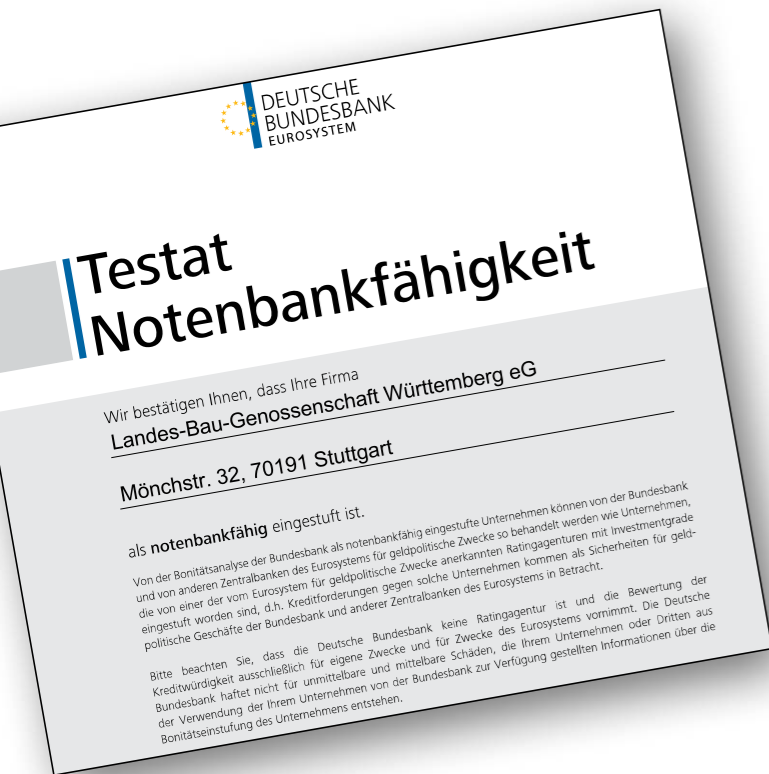 DEUTSCHE
BUNDESBANK
EUROSYSTEM
Testat
Notenbankfähigkeit
Wir bestätigen Ihnen, dass Ihre Firma
Landes-Bau-Genossenschaft Württemberg eG
Mönchstr. 32, 70191 Stuttgart
als notenbankfähig eingestuft ist.
Von der Bonitätsanalyse der Bundesbank als notenbankfähig eingestufte Unternehmen können von der Bundesbank
und von anderen Zentralbanken des Eurosystems für geldpolitische Zwecke so behandelt werden wie Unternehmen,
die von einer der vom Eurosystem für geldpolitische Zwecke anerkannten Ratingagenturen mit Investmentgrade
eingestuft worden sind, d.h. Kreditforderungen gegen solche Unternehmen kommen als Sicherheiten für geld-
politische Geschäfte der Bundesbank und anderer Zentralbanken des Eurosystems in Betracht.
Bitte beachten Sie, dass die Deutsche Bundesbank keine Ratingagentur ist und die Bewertung der
Kreditwürdigkeit ausschließlich für eigene Zwecke und für Zwecke des Eurosystems vornimmt. Die Deutsche
Bundesbank haftet nicht für unmittelbare und mittelbare Schäden, die Ihrem Unternehmen oder Dritten aus
der Verwendung der Ihrem Unternehmen von der Bundesbank zur Verfügung gestellten Informationen über die
Bonitätseinstufung des Unternehmens entstehen.